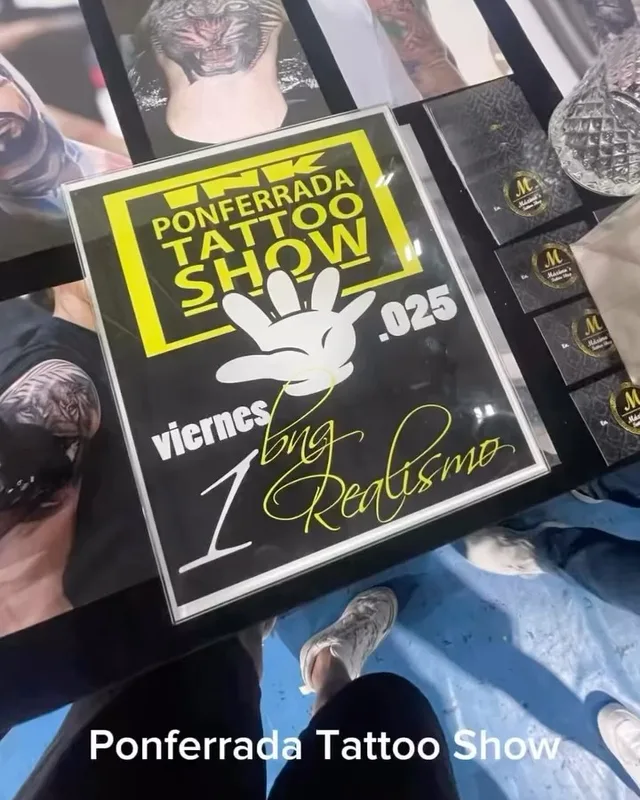 INK
PONFERRADA
TATTOO
SHOW
.025
viernes
bng
1
Realismo
M
M
M
M
Ponferrada Tattoo Show